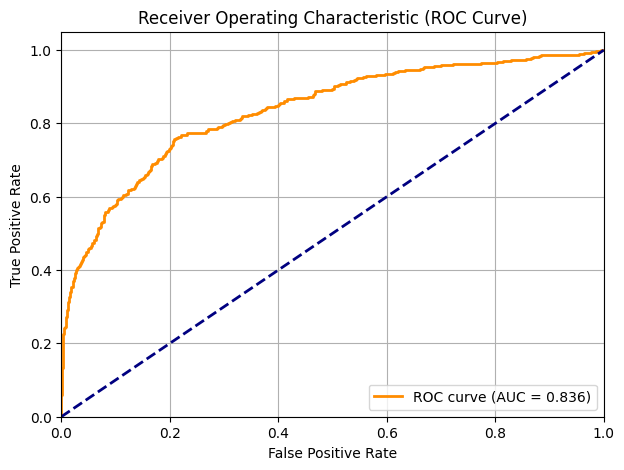 Receiver Operating Characteristic (ROC Curve)
1.0
0.8
0.6
0.4
0.2
0.0
True Positive Rate
ROC curve (AUC = 0.836)
0.0 0.2 0.4 0.6 0.8 1.0
False Positive Rate